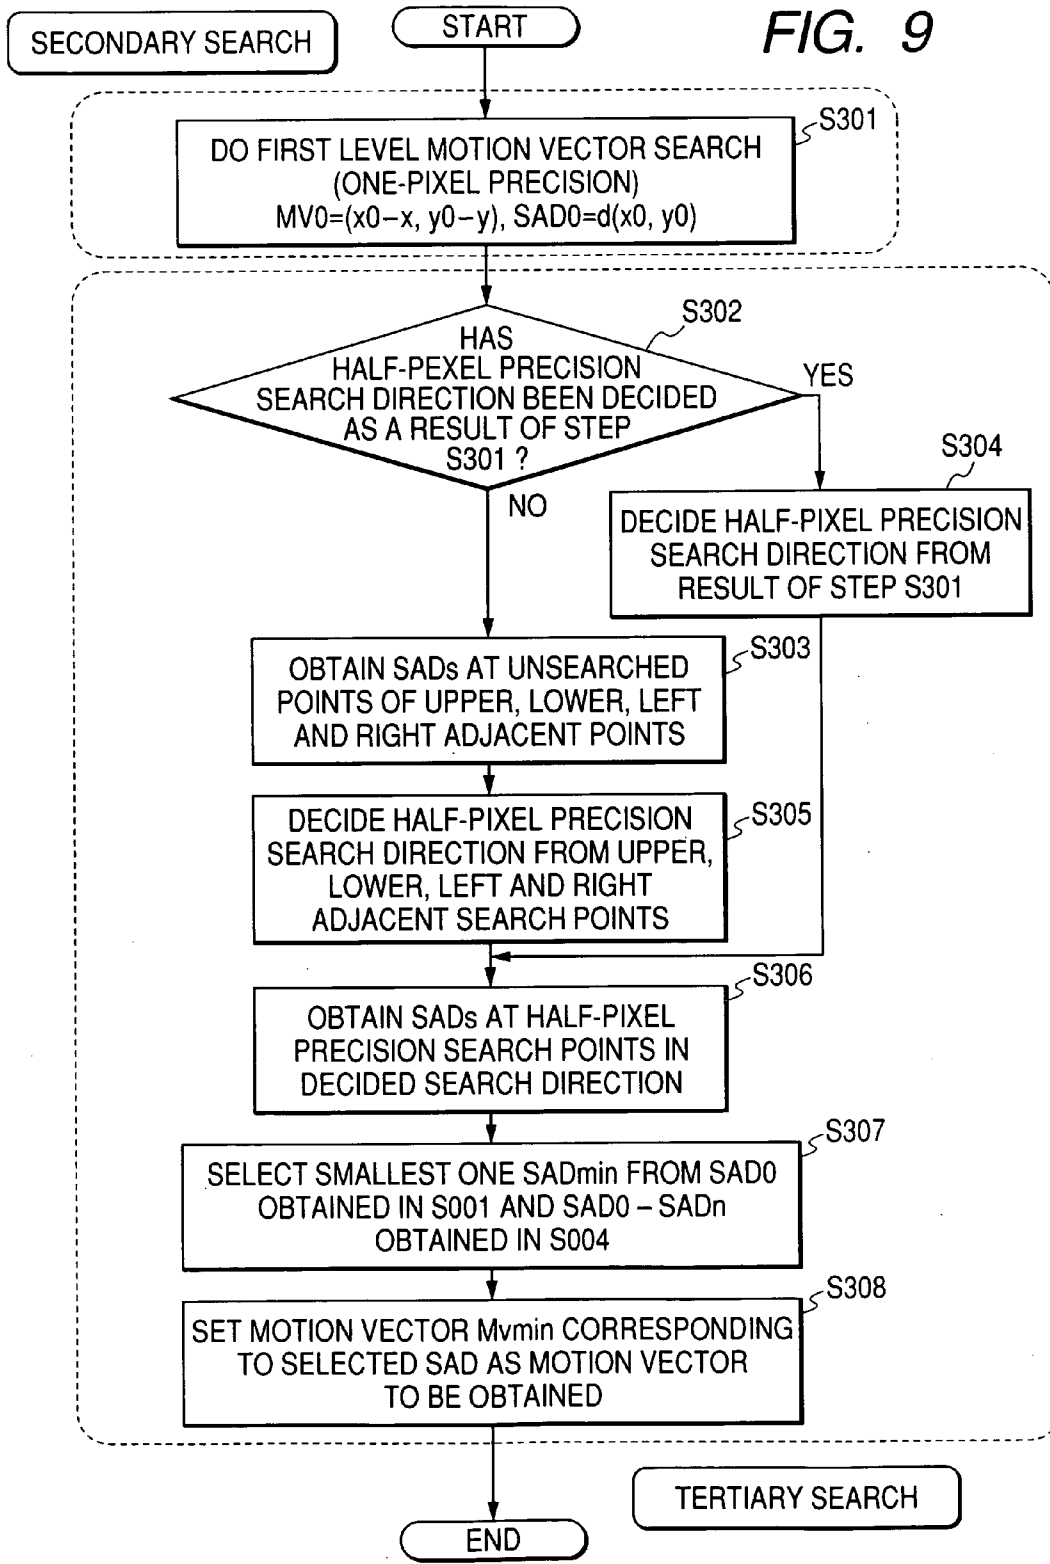 SECONDARY SEARCH
START
FIG. 9
S301
DO FIRST LEVEL MOTION VECTOR SEARCH
(ONE-PIXEL PRECISION)
MV0=(x0–x, y0–y), SAD0=d(x0, y0)
S302
HAS
HALF-PEXEL PRECISION
SEARCH DIRECTION BEEN DECIDED
AS A RESULT OF STEP
S301 ?
YES
NO
S304
DECIDE HALF-PIXEL PRECISION
SEARCH DIRECTION FROM
RESULT OF STEP S301
S303
OBTAIN SADs AT UNSEARCHED
POINTS OF UPPER, LOWER, LEFT
AND RIGHT ADJACENT POINTS
S305
DECIDE HALF-PIXEL PRECISION
SEARCH DIRECTION FROM UPPER,
LOWER, LEFT AND RIGHT
ADJACENT SEARCH POINTS
S306
OBTAIN SADs AT HALF-PIXEL
PRECISION SEARCH POINTS IN
DECIDED SEARCH DIRECTION
S307
SELECT SMALLEST ONE SADmin FROM SAD0
OBTAINED IN S001 AND SAD0 – SADn
OBTAINED IN S004
S308
SET MOTION VECTOR Mvmin CORRESPONDING
TO SELECTED SAD AS MOTION VECTOR
TO BE OBTAINED
TERTIARY SEARCH
END